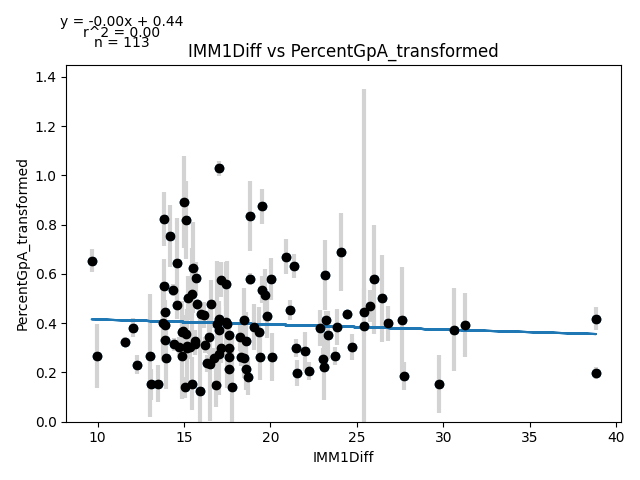 y = -0.00x + 0.44
r^2 = 0.00
n = 113
IMM1Diff vs PercentGpA_transformed
1.4
1.2
1.0
0.8
0.6
0.4
0.2
0.0
PercentGpA_transformed
10 15 20 25 30 35 40
IMM1Diff